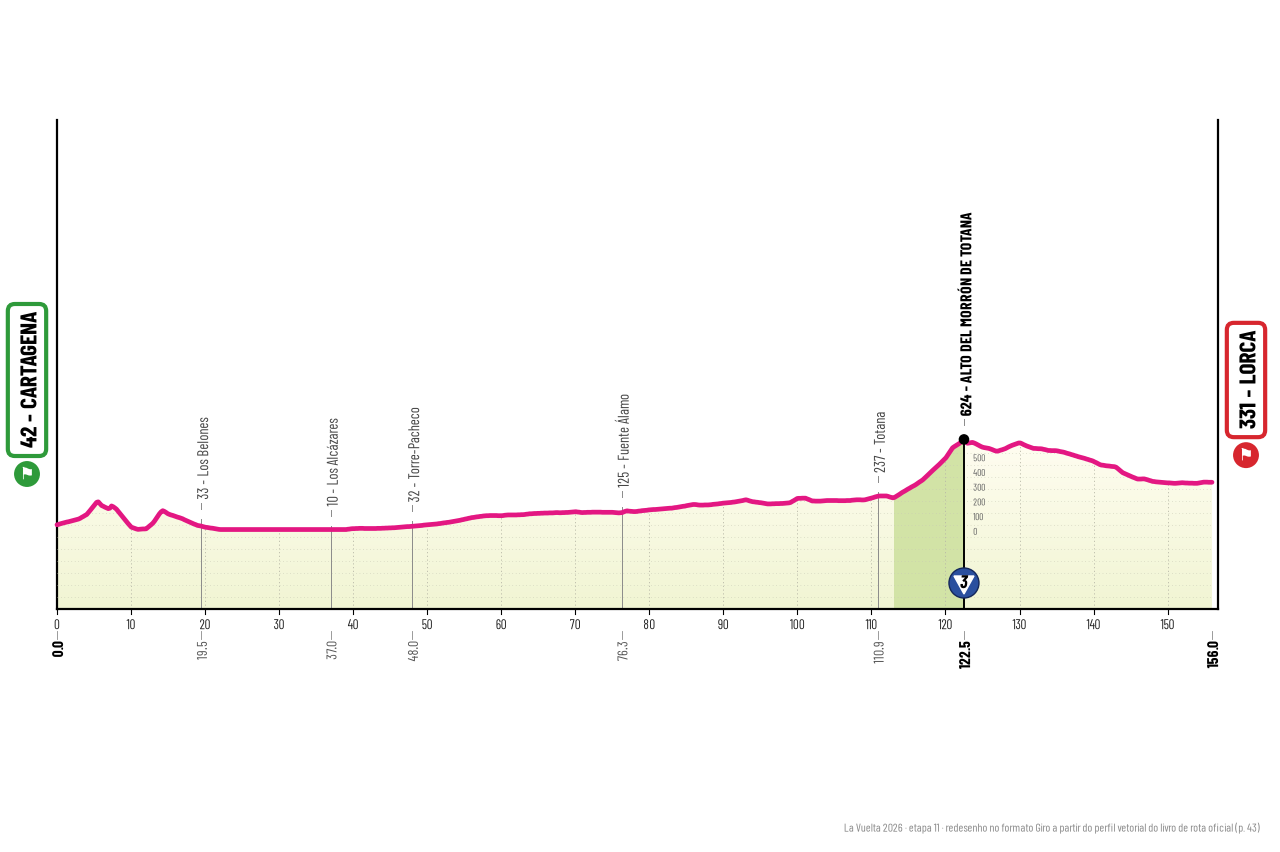 42 - CARTAGENA
33 - Los Belones
10 - Los Alcázares
32 - Torre-Pacheco
125 - Fuente Álamo
237 - Totana
624 - ALTO DEL MORRÓN DE TOTANA
331 - LORCA
500
400
300
200
100
0
3
0 10 20 30 40 50 60 70 80 90 100 110 120 130 140 150
0.0 19.5 37.0 48.0 76.3 110.9 122.5 156.0
La Vuelta 2026 · etapa 11 · redesenho no formato Giro a partir do perfil vetorial do livro de rota oficial (p. 43)